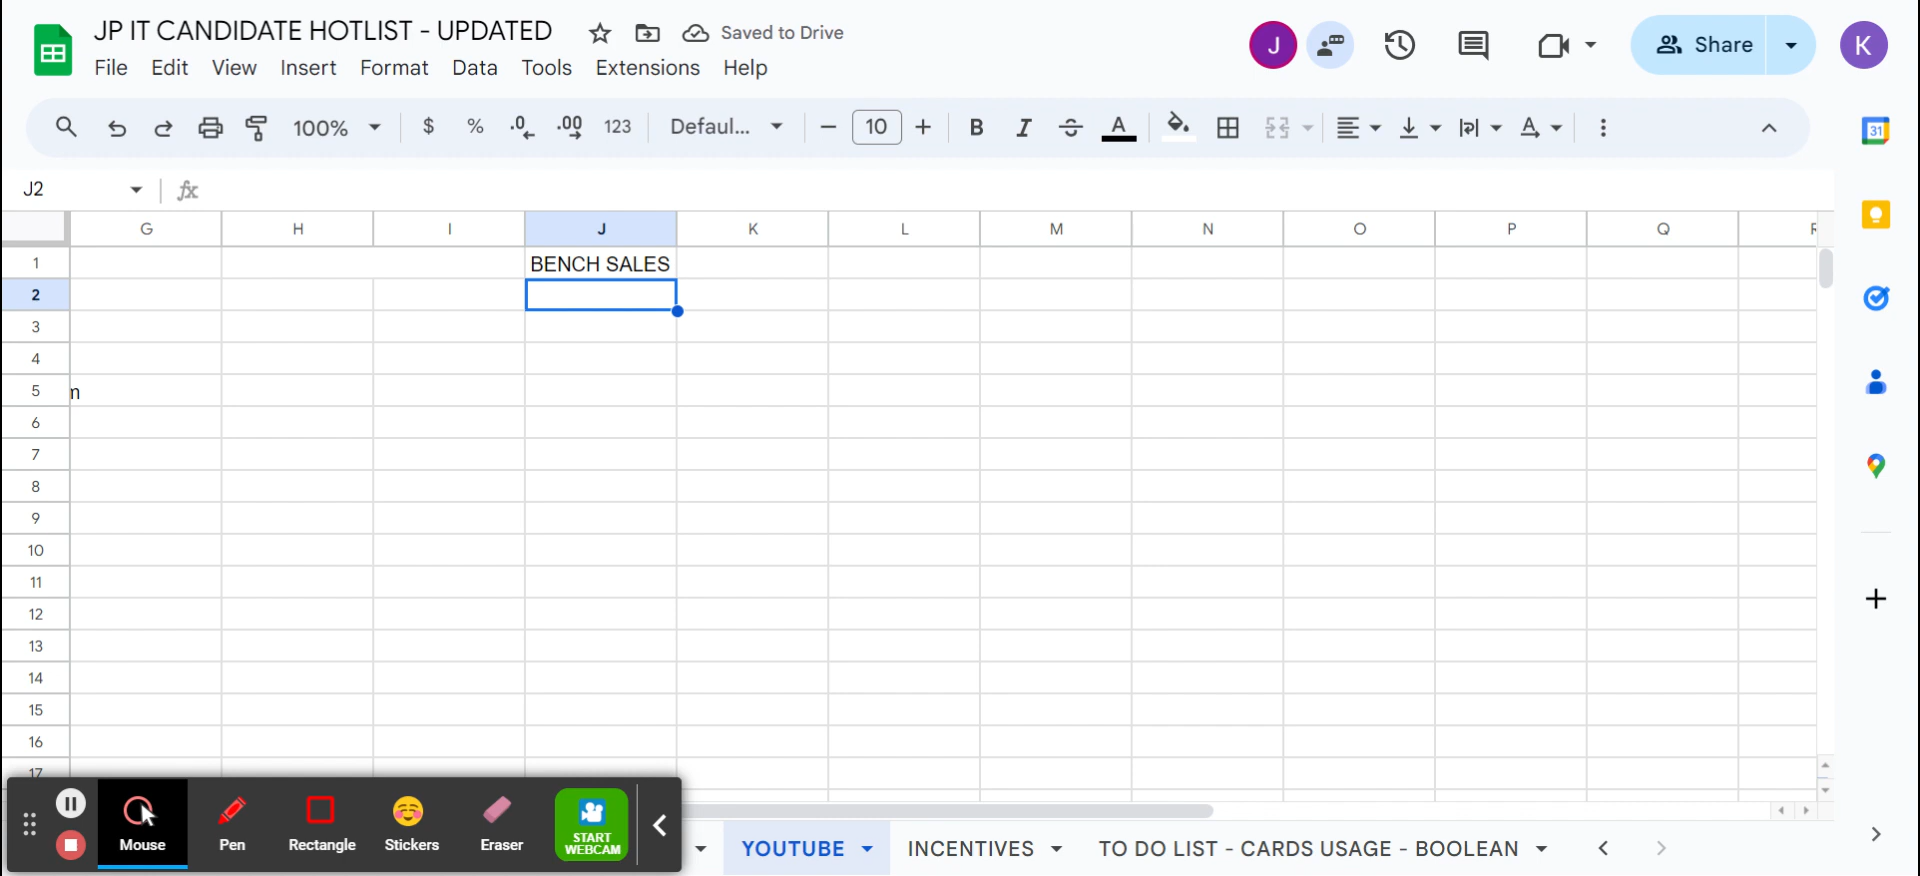 JP IT CANDIDATE HOTLIST - UPDATED
Saved to Drive
J
Share
K
File Edit View Insert Format Data Tools Extensions Help
100% $ % .0 .00 123 Defaul... 10 B I A A
31
J2 fx
G H I J K L M N O P Q
1 BENCH SALES
2
3
4
5 m
6
7
8
9
10
11
12
13
14
15
16
17
Mouse Pen Rectangle Stickers Eraser START WEBCAM
YOUTUBE INCENTIVES TO DO LIST - CARDS USAGE - BOOLEAN